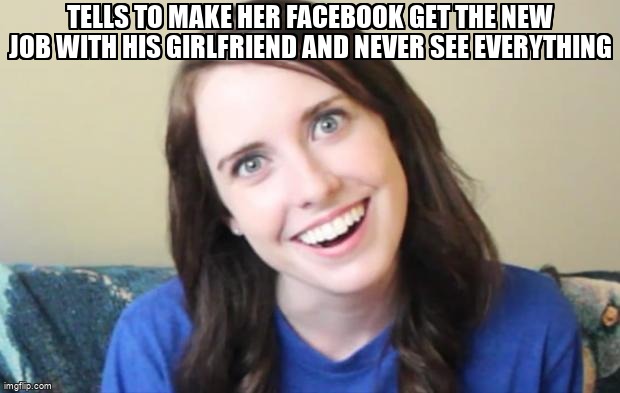 TELLS TO MAKE HER FACEBOOK GET THE NEW
JOB WITH HIS GIRLFRIEND AND NEVER SEE EVERYTHING
imgflip.com